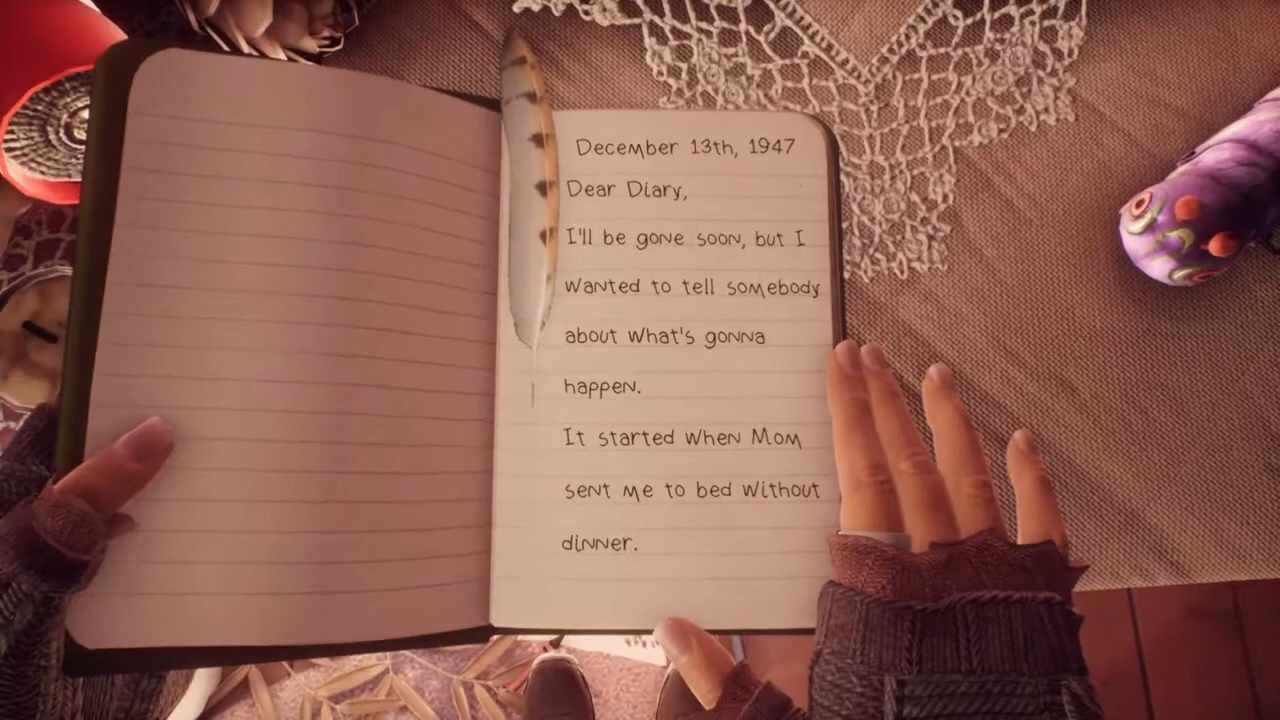 December 13th, 1947
Dear Diary,
I'll be gone soon, but I
wanted to tell somebody
about what's gonna
happen.
It started when Mom
sent me to bed without
dinner.